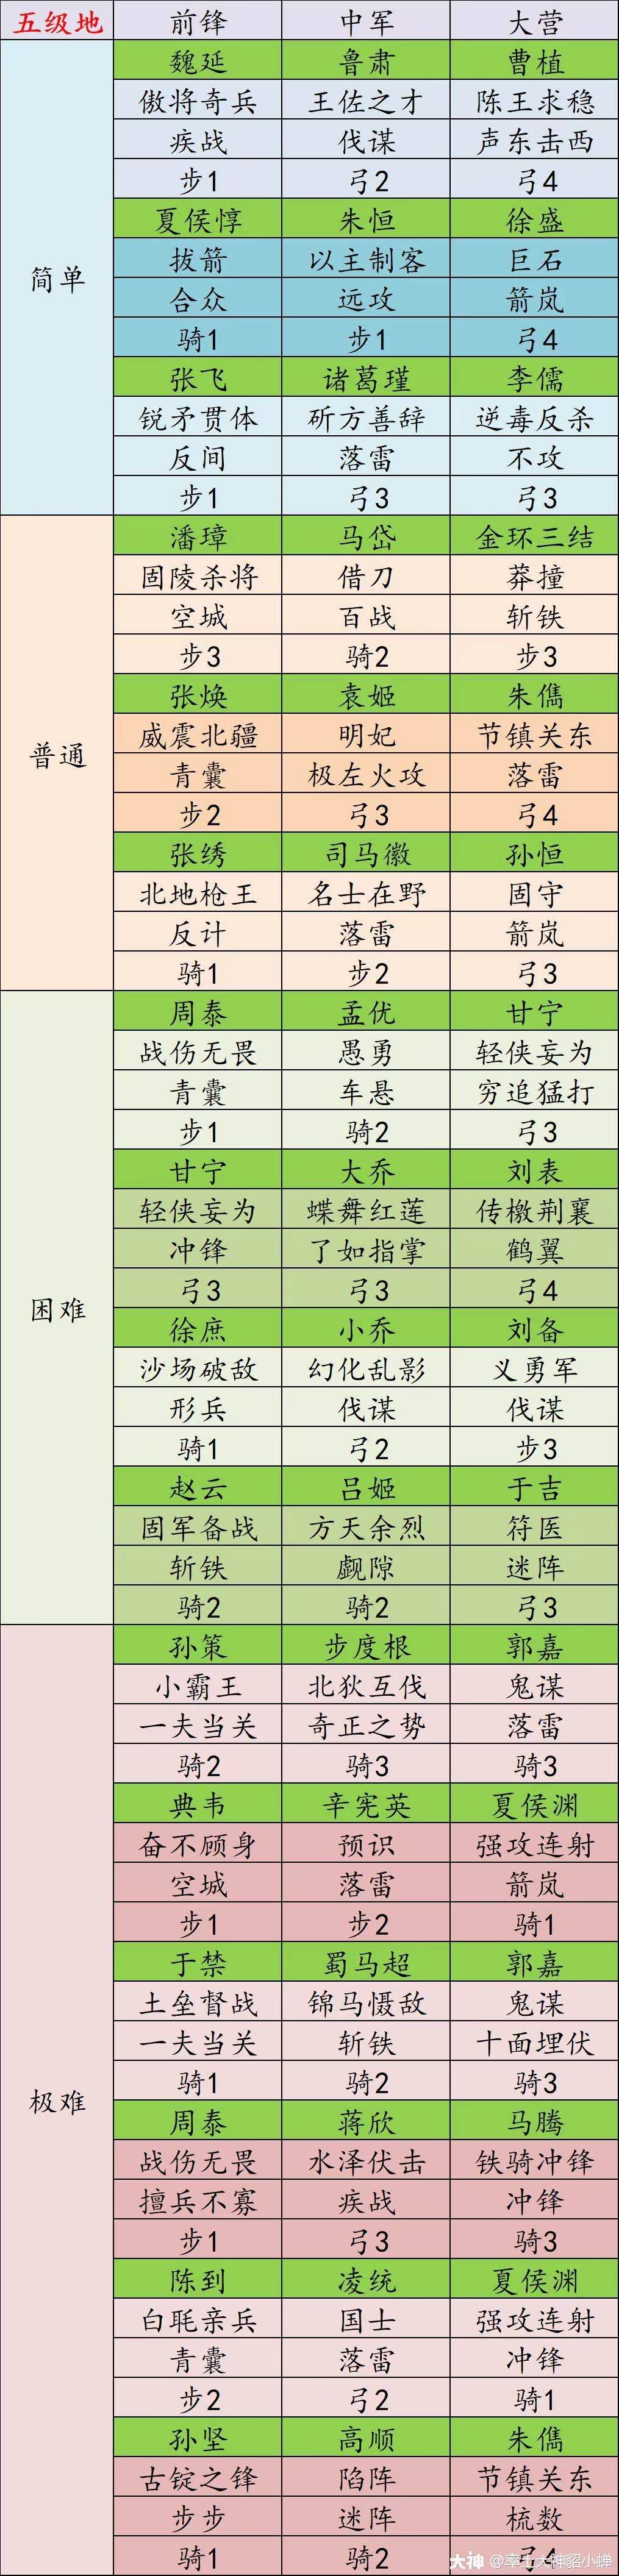 五级地 前锋 中军 大营
魏延 鲁肃 曹植
傲将奇兵 王佐之才 陈王求稳
疾战 伐谋 声东击西
步1 弓2 弓4
简单
夏侯惇 朱恒 徐盛
拔箭 以主制客 巨石
合众 远攻 箭岚
骑1 步1 弓4
张飞 诸葛瑾 李儒
锐矛贯体 斫方善辞 逆毒反杀
反间 落雷 不攻
步1 弓3 弓3
潘璋 马岱 金环三结
固陵杀将 借刀 莽撞
空城 百战 斩铁
步3 骑2 步3
张焕 袁姬 朱儁
普通
威震北疆 明妃 节镇关东
青囊 极左火攻 落雷
步2 弓3 弓4
张绣 司马徽 孙恒
北地枪王 名士在野 固守
反计 落雷 箭岚
骑1 步2 弓3
周泰 孟优 甘宁
战伤无畏 愚勇 轻侠妄为
青囊 车悬 穷追猛打
步1 骑2 弓3
甘宁 大乔 刘表
轻侠妄为 蝶舞红莲 传檄荆襄
冲锋 了如指掌 鹤翼
弓3 弓3 弓4
困难
徐庶 小乔 刘备
沙场破敌 幻化乱影 义勇军
形兵 伐谋 伐谋
骑1 弓2 步3
赵云 吕姬 于吉
固军备战 方天余烈 符医
斩铁 觑隙 迷阵
骑2 骑2 弓3
孙策 步度根 郭嘉
小霸王 北狄互伐 鬼谋
一夫当关 奇正之势 落雷
骑2 骑3 骑3
典韦 辛宪英 夏侯渊
奋不顾身 预识 强攻连射
空城 落雷 箭岚
步1 步2 骑1
于禁 蜀马超 郭嘉
土垒督战 锦马慑敌 鬼谋
一夫当关 斩铁 十面埋伏
骑1 骑2 骑3
极难
周泰 蒋欣 马腾
战伤无畏 水泽伏击 铁骑冲锋
擅兵不寡 疾战 冲锋
步1 弓3 骑3
陈到 凌统 夏侯渊
白毦亲兵 国士 强攻连射
青囊 落雷 冲锋
步2 弓2 骑1
孙坚 高顺 朱儁
古锭之锋 陷阵 节镇关东
步步 迷阵 梳数
骑1 骑2 弓4
大神 @率土大神貂小蝉